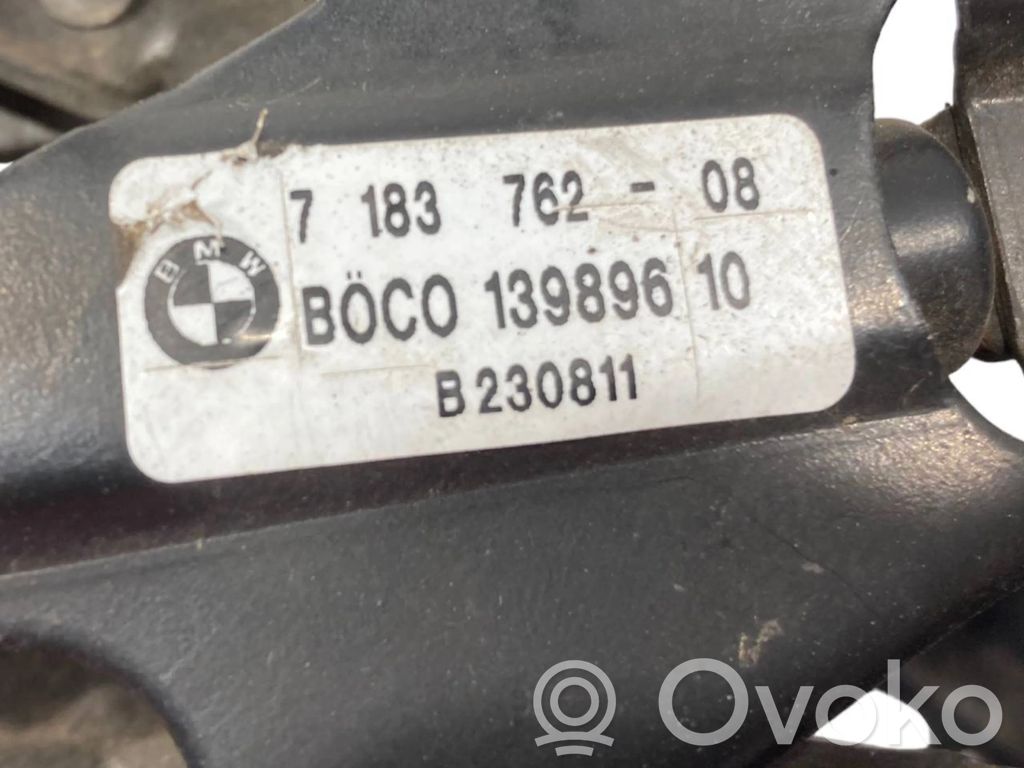 7 183 762 - 08
BMW
BÖCO 139896 10
B230811
Ovoko